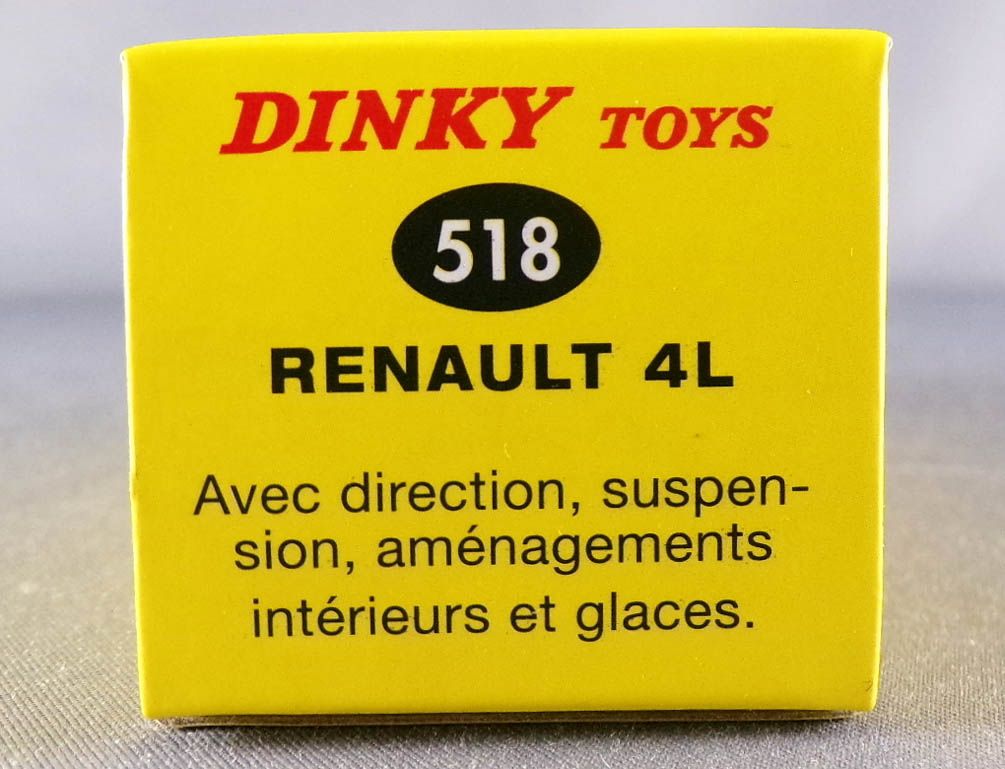 DINKY TOYS
518
RENAULT 4L
Avec direction, suspen-
sion, aménagements
intérieurs et glaces.